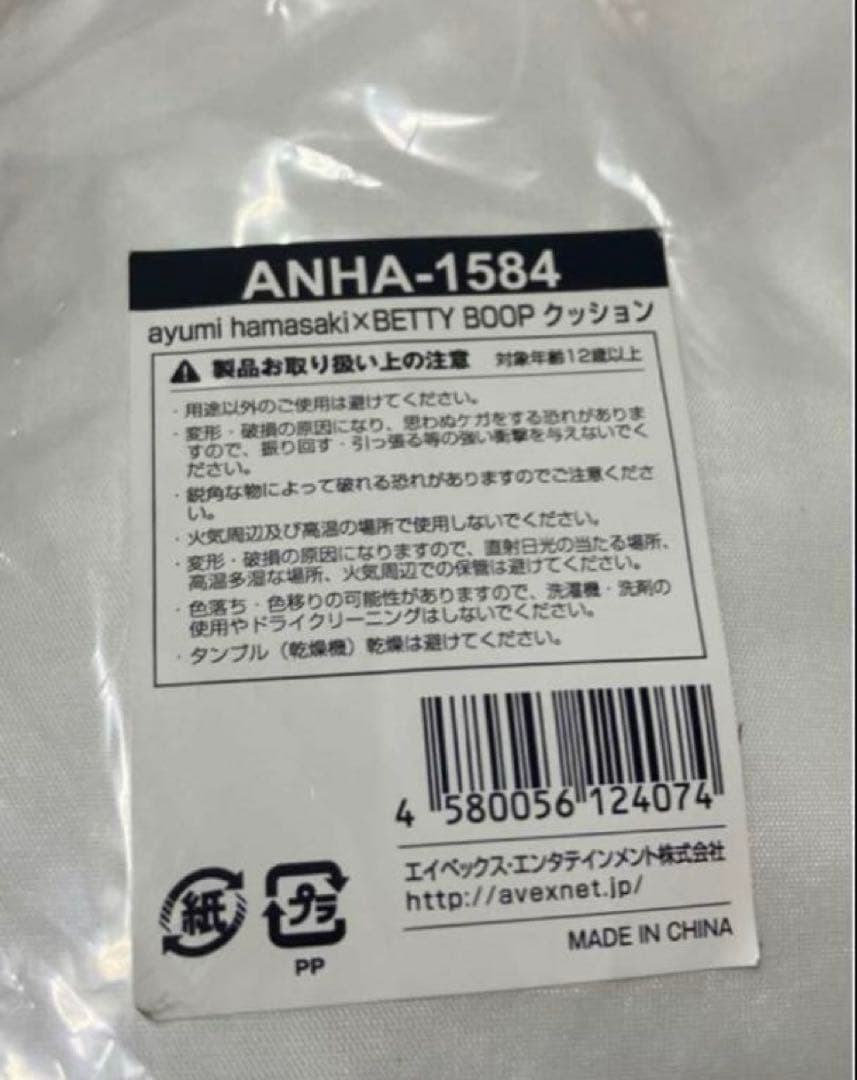 ANHA-1584
ayumi hamasaki×BETTY BOOP クッション
製品お取り扱い上の注意 対象年齢12歳以上
・用途以外のご使用は避けてください。
・変形・破損の原因になり、思わぬケガをする恐れがありま
すので、振り回す・引っ張る等の強い衝撃を与えないでく
ださい。
・鋭角な物によって破れる恐れがありますのでご注意くださ
い。
・火気周辺及び高温の場所で使用しないでください。
・変形・破損の原因になりますので、直射日光の当たる場所、
高温多湿な場所、火気周辺での保管は避けてください。
・色落ち・色移りの可能性がありますので、洗濯機・洗剤の
使用やドライクリーニングはしないでください。
・タンブル（乾燥機）乾燥は避けてください。
4 580056 124074
エイベックス・エンタテインメント株式会社
http://avexnet.jp/
MADE IN CHINA
紙 プラ
PP